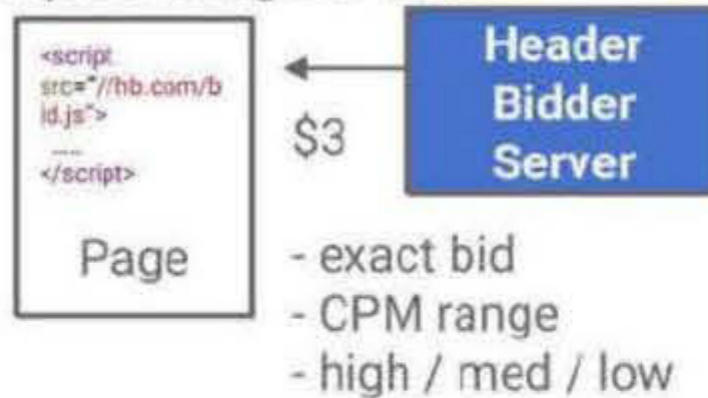 <script
src="//hb.com/b
id.js">
.....
</script>
Page
$3
Header
Bidder
Server
- exact bid
- CPM range
- high / med / low